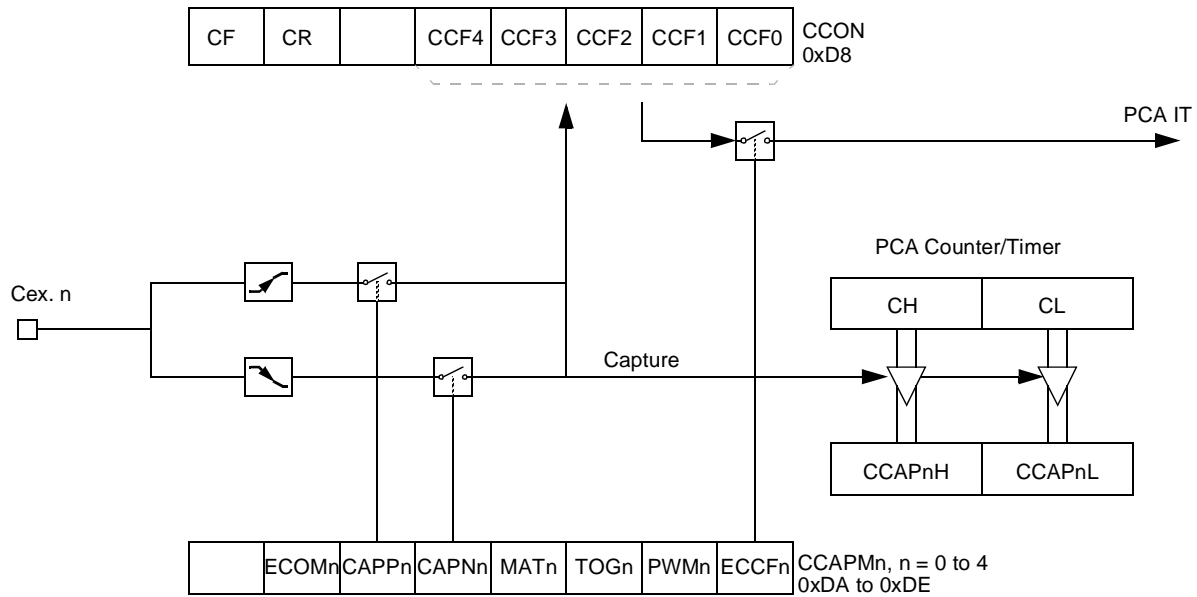 CF CR CCF4 CCF3 CCF2 CCF1 CCF0 CCON
0xD8
PCA IT
PCA Counter/Timer
Cex. n
CH CL
Capture
CCAPnH CCAPnL
ECOMn CAPPn CAPNn MATn TOGn PWMn ECCFn CCAPMn, n = 0 to 4
0xDA to 0xDE